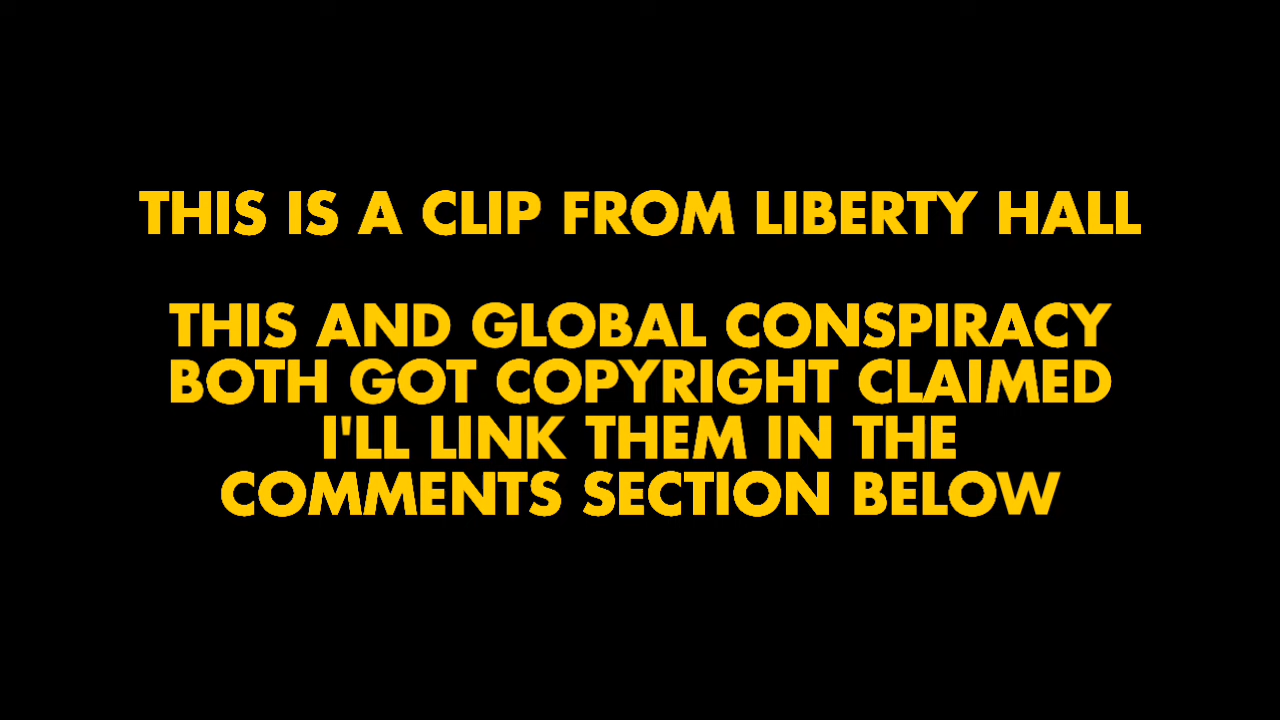 THIS IS A CLIP FROM LIBERTY HALL
THIS AND GLOBAL CONSPIRACY
BOTH GOT COPYRIGHT CLAIMED
I'LL LINK THEM IN THE
COMMENTS SECTION BELOW